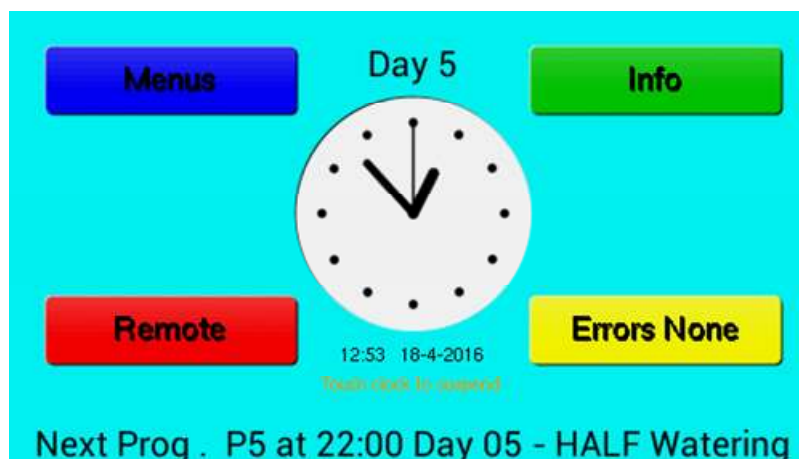 Menus
Day 5
Info
Remote
Errors None
12:53 18-4-2016
Touch clock to suspend
Next Prog . P5 at 22:00 Day 05 - HALF Watering